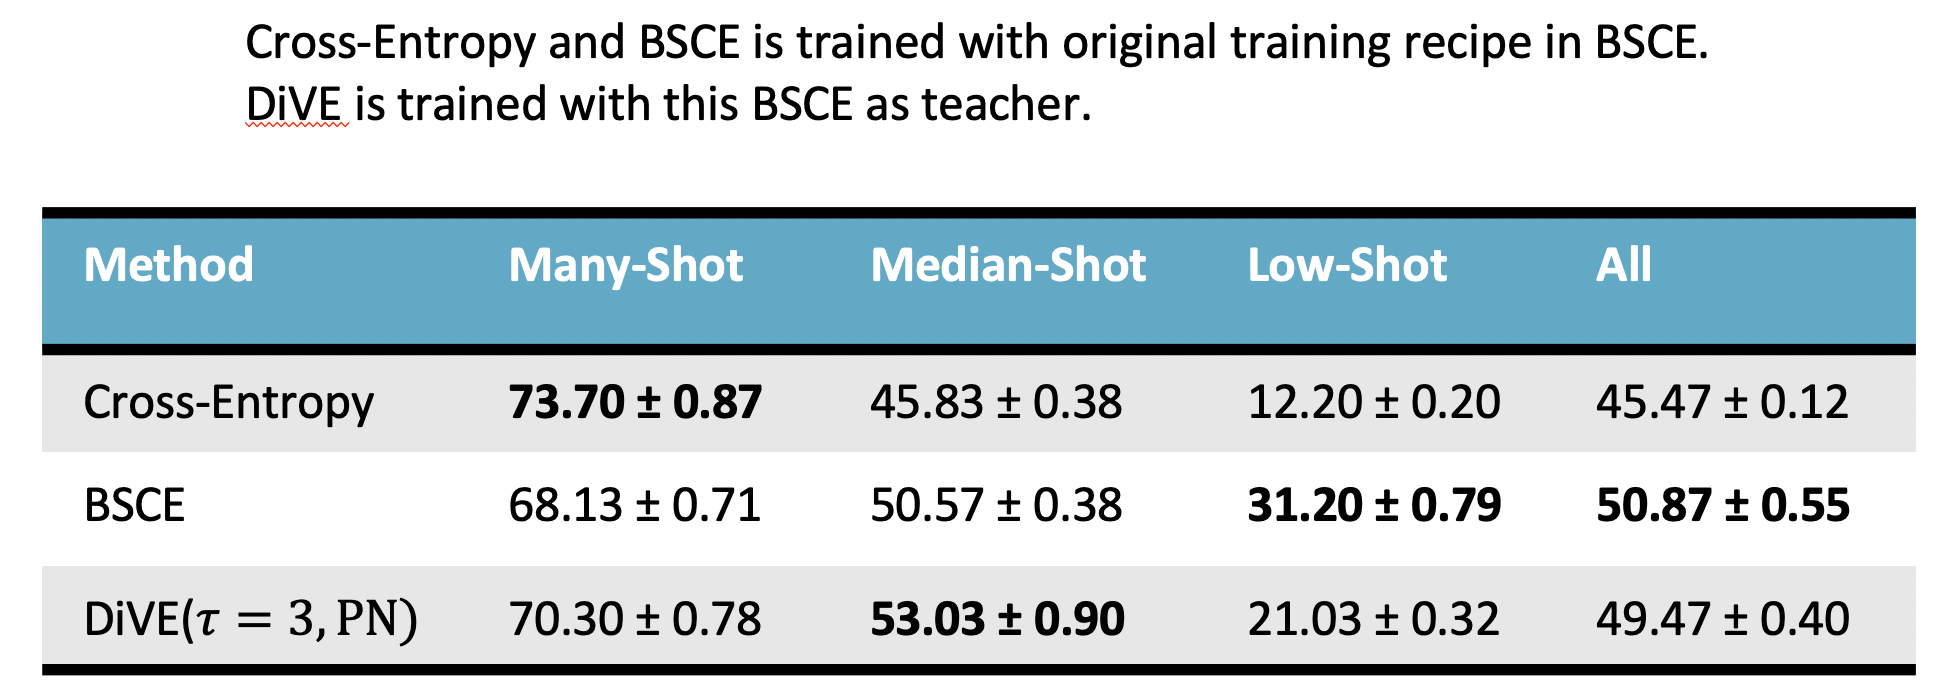 Cross-Entropy and BSCE is trained with original training recipe in BSCE.
DiVE is trained with this BSCE as teacher.
Method Many-Shot Median-Shot Low-Shot All
Cross-Entropy 73.70 ± 0.87 45.83 ± 0.38 12.20 ± 0.20 45.47 ± 0.12
BSCE 68.13 ± 0.71 50.57 ± 0.38 31.20 ± 0.79 50.87 ± 0.55
DiVE(τ = 3, PN) 70.30 ± 0.78 53.03 ± 0.90 21.03 ± 0.32 49.47 ± 0.40